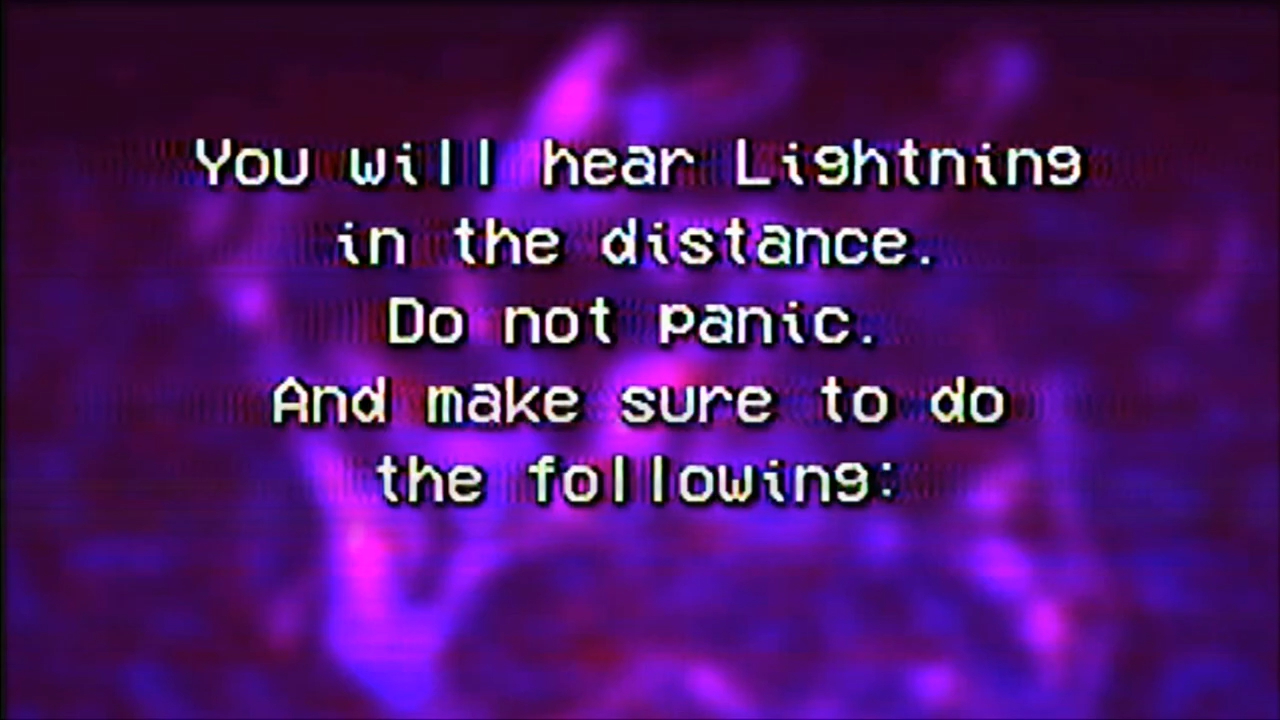 You will hear Lightning
in the distance.
Do not panic.
And make sure to do
the following: